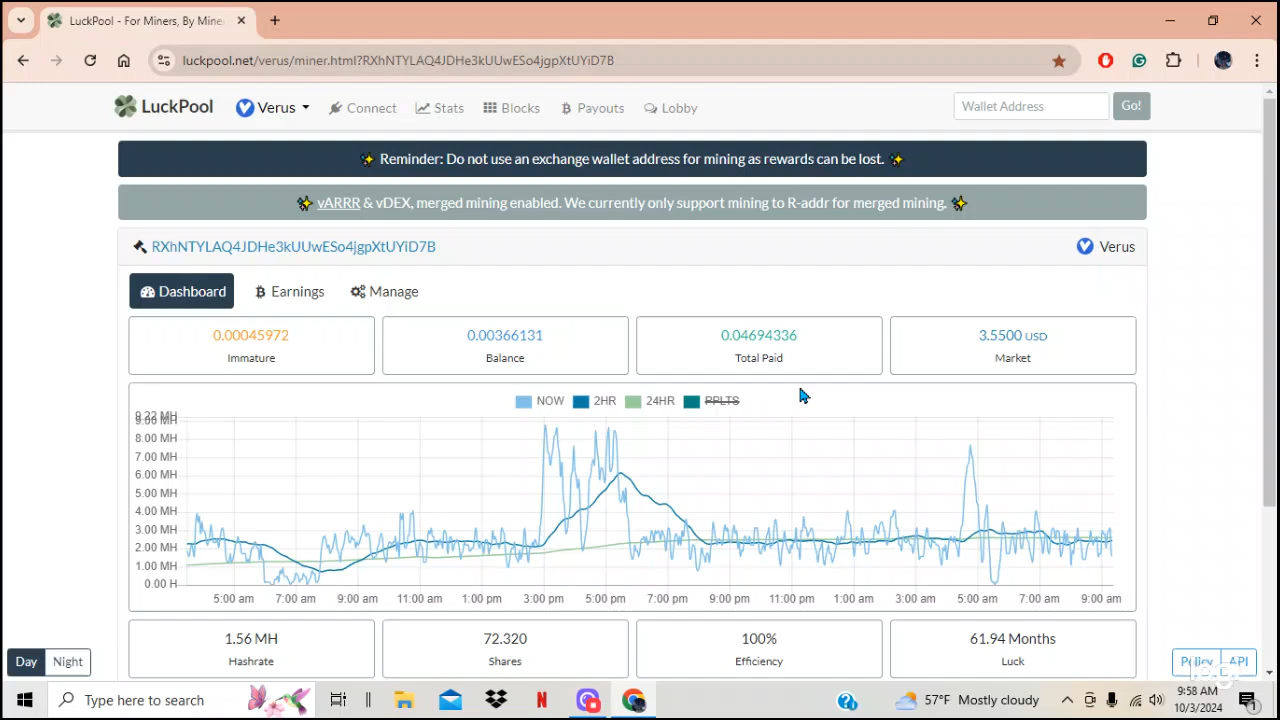 LuckPool - For Miners, By Mine
luckpool.net/verus/miner.html?RXhNTYLAQ4JDHe3kUUwESo4jgpXtUYiD7B
LuckPool Verus Connect Stats Blocks Payouts Lobby Wallet Address Go!
Reminder: Do not use an exchange wallet address for mining as rewards can be lost.
vARRR & vDEX, merged mining enabled. We currently only support mining to R-addr for merged mining.
RXhNTYLAQ4JDHe3kUUwESo4jgpXtUYiD7B Verus
Dashboard Earnings Manage
0.00045972 0.00366131 0.04694336 3.5500 USD
Immature Balance Total Paid Market
NOW 2HR 24HR PPLTS
9.22 MH
9.00 MH
8.00 MH
7.00 MH
6.00 MH
5.00 MH
4.00 MH
3.00 MH
2.00 MH
1.00 MH
0.00 H
5:00 am 7:00 am 9:00 am 11:00 am 1:00 pm 3:00 pm 5:00 pm 7:00 pm 9:00 pm 11:00 pm 1:00 am 3:00 am 5:00 am 7:00 am 9:00 am
1.56 MH 72.320 100% 61.94 Months
Hashrate Shares Efficiency Luck
Day Night Policy API
Type here to search 57°F Mostly cloudy 9:58 AM
10/3/2024